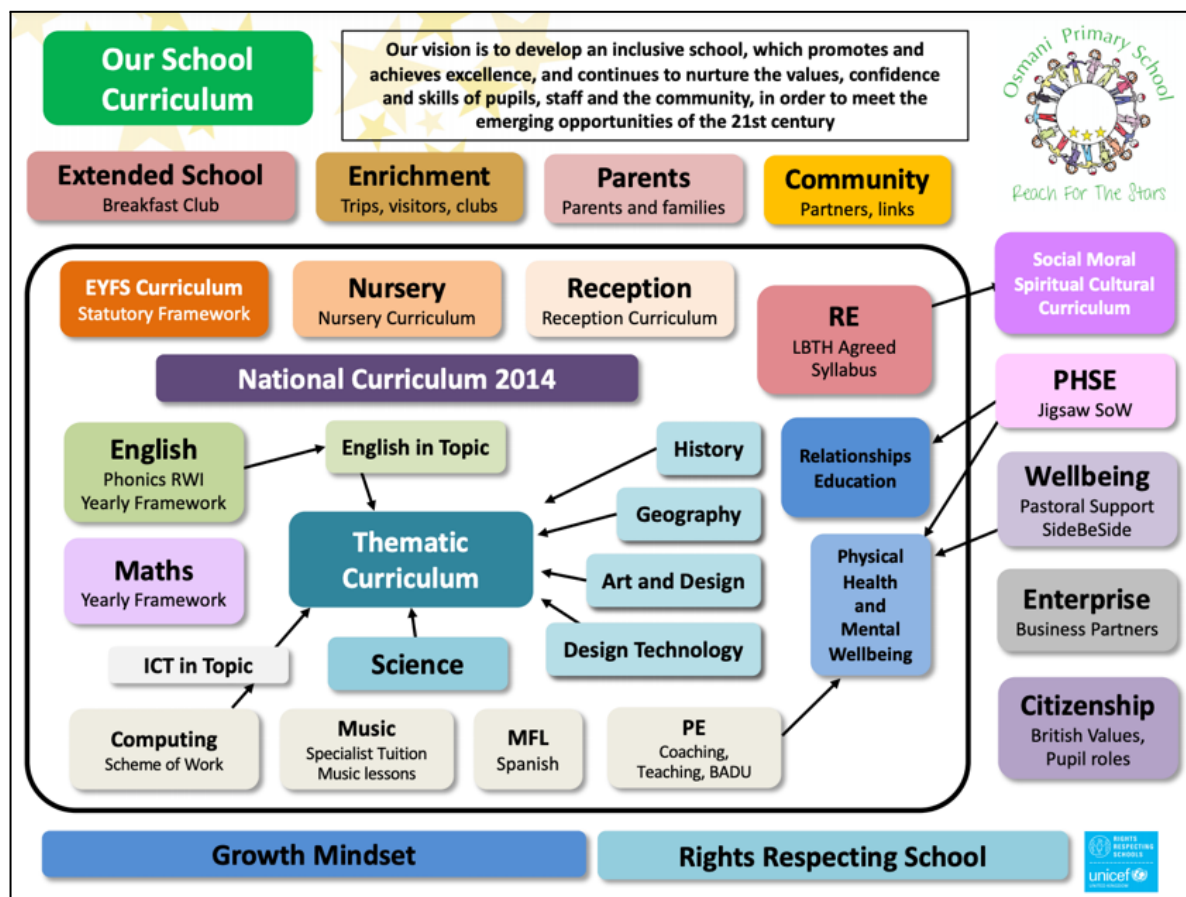 Our School
Curriculum
Our vision is to develop an inclusive school, which promotes and
achieves excellence, and continues to nurture the values, confidence
and skills of pupils, staff and the community, in order to meet the
emerging opportunities of the 21st century
Osmani Primary School
Reach For The Stars
Extended School
Breakfast Club
Enrichment
Trips, visitors, clubs
Parents
Parents and families
Community
Partners, links
EYFS Curriculum
Statutory Framework
Nursery
Nursery Curriculum
Reception
Reception Curriculum
RE
LBTH Agreed
Syllabus
Social Moral
Spiritual Cultural
Curriculum
National Curriculum 2014
PHSE
Jigsaw SoW
English
Phonics RWI
Yearly Framework
English in Topic
History
Relationships
Education
Wellbeing
Pastoral Support
SideBeSide
Geography
Thematic
Curriculum
Maths
Yearly Framework
Art and Design
Physical
Health
and
Mental
Wellbeing
Enterprise
Business Partners
ICT in Topic
Science
Design Technology
Citizenship
British Values,
Pupil roles
Computing
Scheme of Work
Music
Specialist Tuition
Music lessons
MFL
Spanish
PE
Coaching,
Teaching, BADU
Growth Mindset
Rights Respecting School
RIGHTS
RESPECTING
SCHOOLS
unicef
UNITED KINGDOM